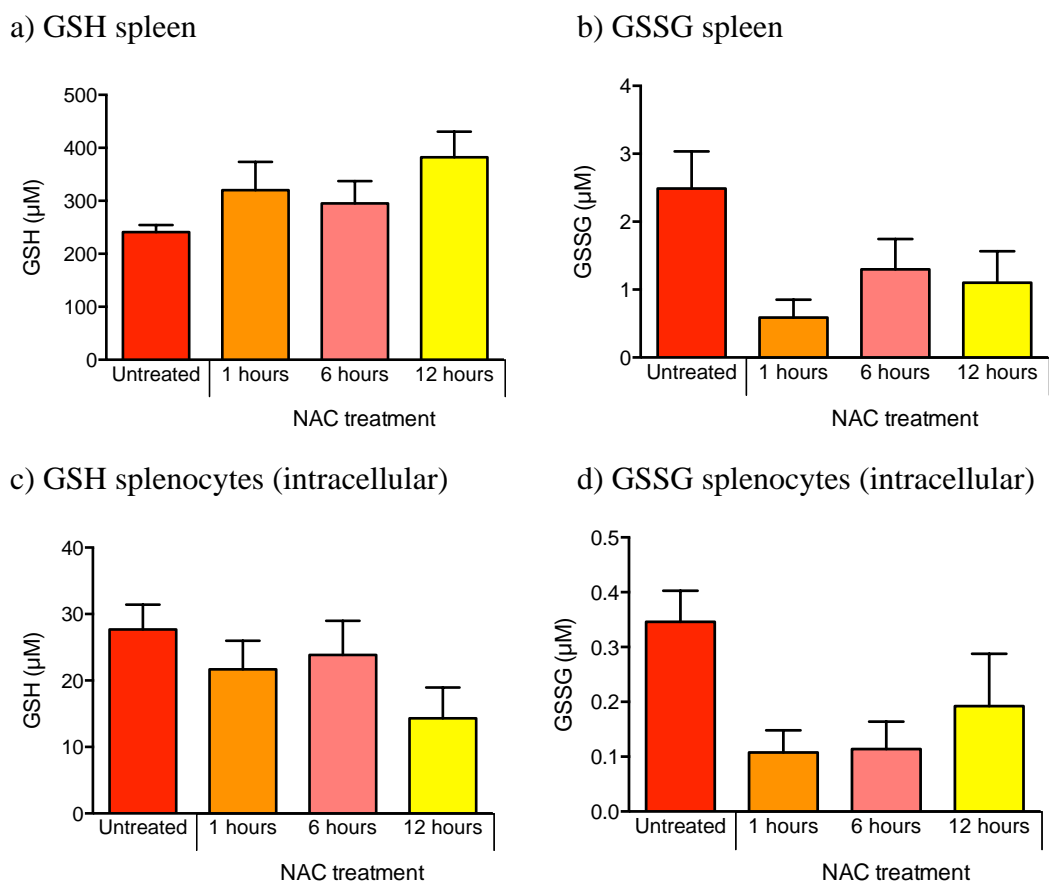 a) GSH spleen
b) GSSG spleen
GSH (µM)
500
400
300
200
100
0
Untreated
1 hours
6 hours
12 hours
NAC treatment
GSSG (µM)
4
3
2
1
0
Untreated
1 hours
6 hours
12 hours
NAC treatment
c) GSH splenocytes (intracellular)
d) GSSG splenocytes (intracellular)
GSH (µM)
40
30
20
10
0
Untreated
1 hours
6 hours
12 hours
NAC treatment
GSSG (µM)
0.5
0.4
0.3
0.2
0.1
0.0
Untreated
1 hours
6 hours
12 hours
NAC treatment